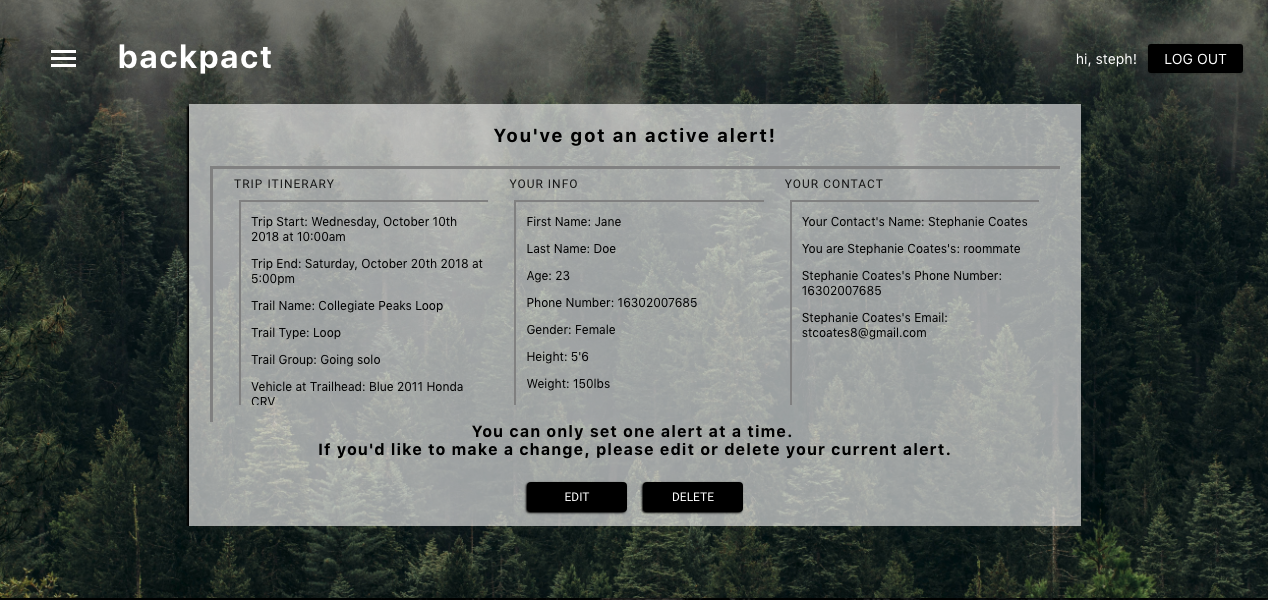 backpact
hi, steph!
LOG OUT
You've got an active alert!
TRIP ITINERARY
Trip Start: Wednesday, October 10th
2018 at 10:00am
Trip End: Saturday, October 20th 2018 at
5:00pm
Trail Name: Collegiate Peaks Loop
Trail Type: Loop
Trail Group: Going solo
Vehicle at Trailhead: Blue 2011 Honda
CRV
YOUR INFO
First Name: Jane
Last Name: Doe
Age: 23
Phone Number: 16302007685
Gender: Female
Height: 5'6
Weight: 150lbs
YOUR CONTACT
Your Contact's Name: Stephanie Coates
You are Stephanie Coates's: roommate
Stephanie Coates's Phone Number:
16302007685
Stephanie Coates's Email:
stcoates8@gmail.com
You can only set one alert at a time.
If you'd like to make a change, please edit or delete your current alert.
EDIT
DELETE